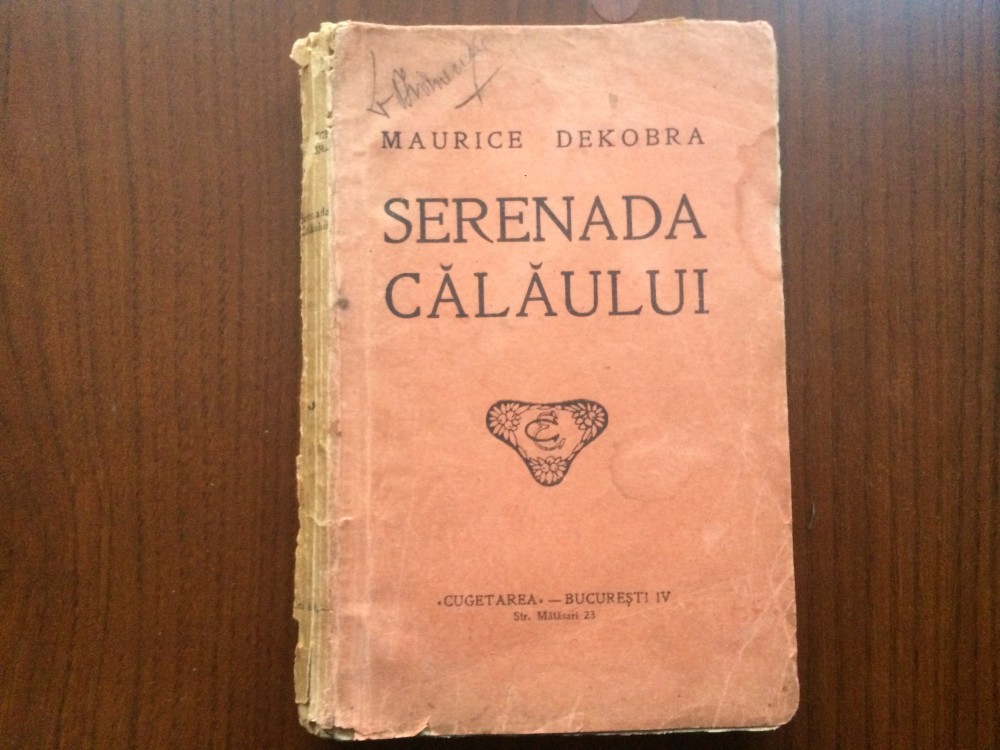 MAURICE DEKOBRA
SERENADA
CĂLĂULUI
«CUGETAREA» — BUCUREȘTI IV
Str. Mătăsari 23